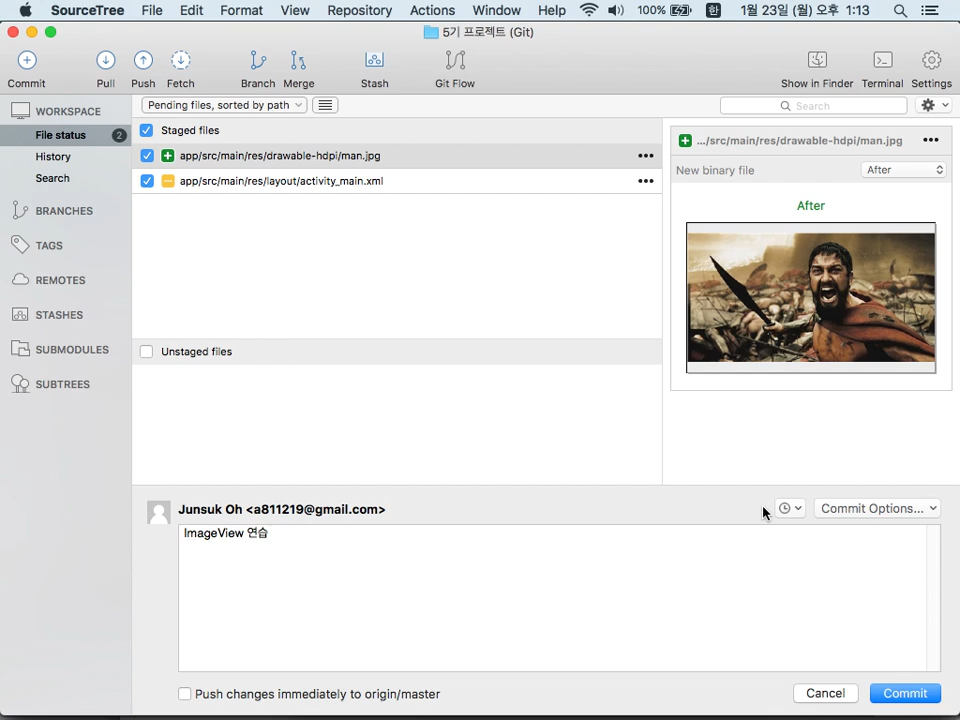 SourceTree File Edit Format View Repository Actions Window Help 100% 한 1월 23일 (월) 오후 1:13
5기 프로젝트 (Git)
Commit Pull Push Fetch Branch Merge Stash Git Flow Show in Finder Terminal Settings
WORKSPACE
File status 2
History
Search
BRANCHES
TAGS
REMOTES
STASHES
SUBMODULES
SUBTREES
Pending files, sorted by path
Search
Staged files
app/src/main/res/drawable-hdpi/man.jpg
app/src/main/res/layout/activity_main.xml
Unstaged files
.../src/main/res/drawable-hdpi/man.jpg
New binary file After
After
Junsuk Oh <a811219@gmail.com>
Commit Options...
ImageView 연습
Push changes immediately to origin/master
Cancel Commit